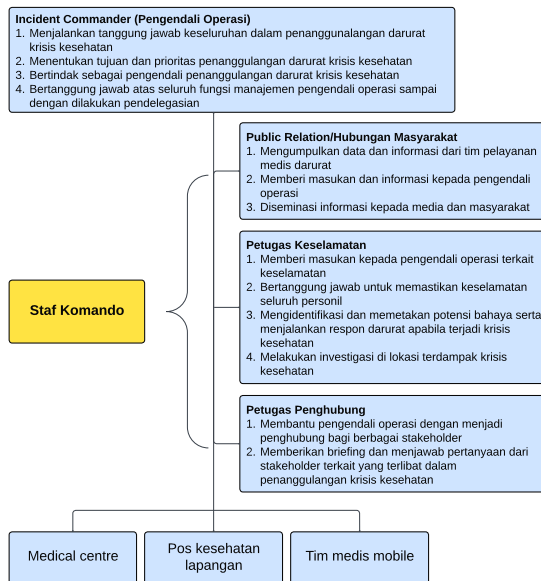 Incident Commander (Pengendali Operasi)
1. Menjalankan tanggung jawab keseluruhan dalam penanggunalangan darurat
krisis kesehatan
2. Menentukan tujuan dan prioritas penanggulangan darurat krisis kesehatan
3. Bertindak sebagai pengendali penanggulangan darurat krisis kesehatan
4. Bertanggung jawab atas seluruh fungsi manajemen pengendali operasi sampai
dengan dilakukan pendelegasian
Public Relation/Hubungan Masyarakat
1. Mengumpulkan data dan informasi dari tim pelayanan
medis darurat
2. Memberi masukan dan informasi kepada pengendali
operasi
3. Diseminasi informasi kepada media dan masyarakat
Petugas Keselamatan
1. Memberi masukan kepada pengendali operasi terkait
keselamatan
2. Bertanggung jawab untuk memastikan keselamatan
seluruh personil
3. Mengidentifikasi dan memetakan potensi bahaya serta
menjalankan respon darurat apabila terjadi krisis
kesehatan
4. Melakukan investigasi di lokasi terdampak krisis
kesehatan
Staf Komando
Petugas Penghubung
1. Membantu pengendali operasi dengan menjadi
penghubung bagi berbagai stakeholder
2. Memberikan briefing dan menjawab pertanyaan dari
stakeholder terkait yang terlibat dalam
penanggulangan krisis kesehatan
Medical centre
Pos kesehatan
lapangan
Tim medis mobile